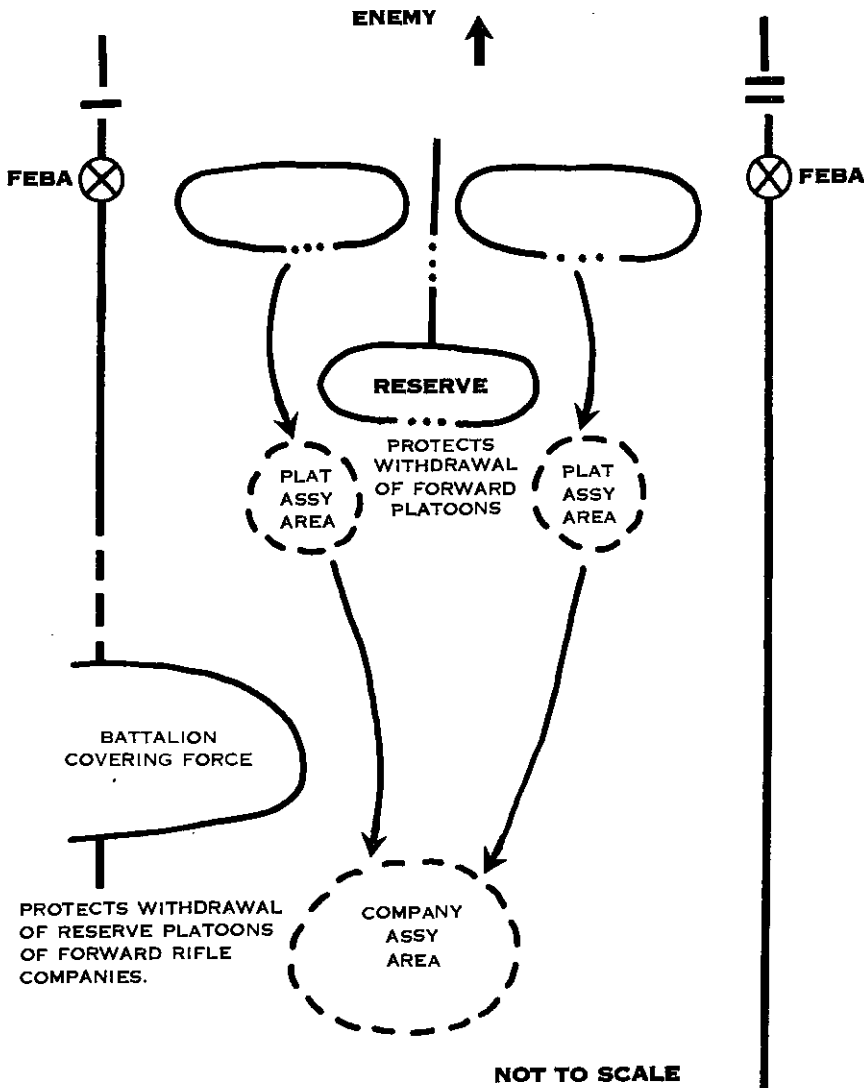 ENEMY
FEBA
FEBA
RESERVE
PROTECTS
WITHDRAWAL
OF FORWARD
PLATOONS
PLAT
ASSY
AREA
PLAT
ASSY
AREA
BATTALION
COVERING FORCE
PROTECTS WITHDRAWAL
OF RESERVE PLATOONS
OF FORWARD RIFLE
COMPANIES.
COMPANY
ASSY
AREA
NOT TO SCALE